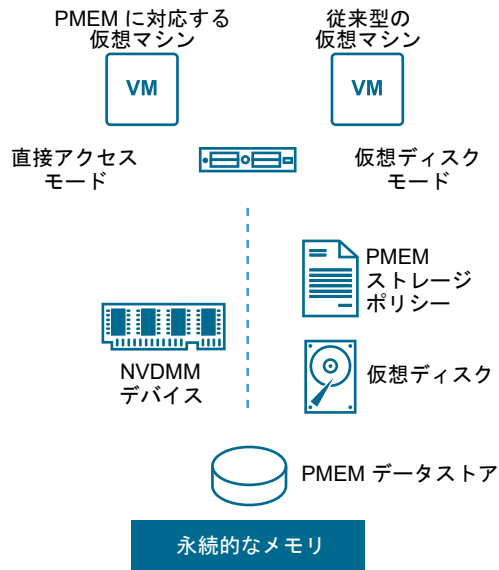 PMEM に対応する
仮想マシン
従来型の
仮想マシン
VM
VM
直接アクセス
モード
仮想ディスク
モード
PMEM
ストレージ
ポリシー
NVDMM
デバイス
仮想ディスク
PMEM データストア
永続的なメモリ